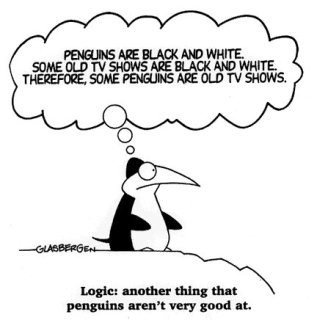 PENGUINS ARE BLACK AND WHITE.
SOME OLD TV SHOWS ARE BLACK AND WHITE.
THEREFORE, SOME PENGUINS ARE OLD TV SHOWS.
GLASBERGEN
Logic: another thing that
penguins aren't very good at.